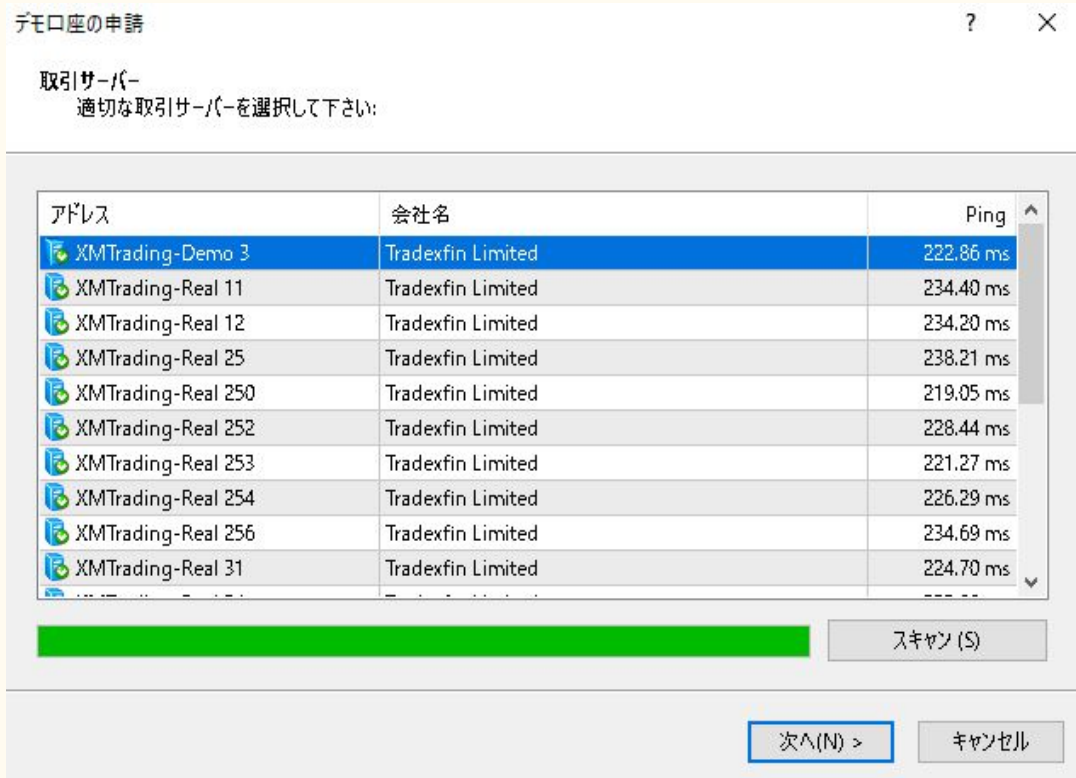 デモ口座の申請 ?
取引サーバー
適切な取引サーバーを選択して下さい:
アドレス 会社名 Ping
XMTrading-Demo 3 Tradexfin Limited 222.86 ms
XMTrading-Real 11 Tradexfin Limited 234.40 ms
XMTrading-Real 12 Tradexfin Limited 234.20 ms
XMTrading-Real 25 Tradexfin Limited 238.21 ms
XMTrading-Real 250 Tradexfin Limited 219.05 ms
XMTrading-Real 252 Tradexfin Limited 228.44 ms
XMTrading-Real 253 Tradexfin Limited 221.27 ms
XMTrading-Real 254 Tradexfin Limited 226.29 ms
XMTrading-Real 256 Tradexfin Limited 234.69 ms
XMTrading-Real 31 Tradexfin Limited 224.70 ms
スキャン (S)
次へ(N) > キャンセル